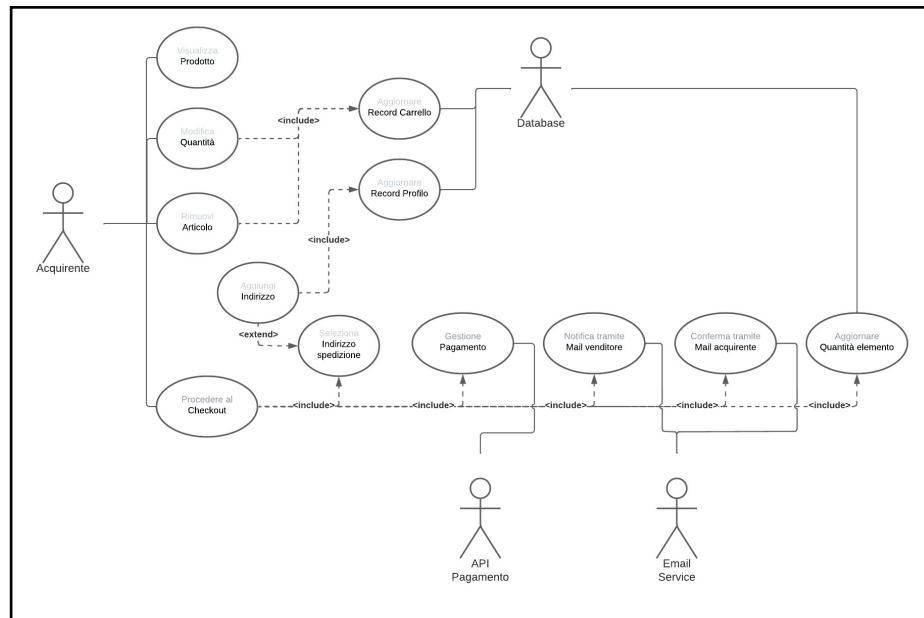 Visualizza
Prodotto
Aggiornare
Record Carrello
Database
<include>
Modifica
Quantità
Aggiornare
Record Profilo
Rimuovi
Articolo
<include>
Acquirente
Aggiungi
Indirizzo
<extend>
Seleziona
Indirizzo
spedizione
Gestione
Pagamento
Notifica tramite
Mail venditore
Conferma tramite
Mail acquirente
Aggiornare
Quantità elemento
Procedere al
Checkout
<include>
<include>
<include>
<include>
<include>
API
Pagamento
Email
Service